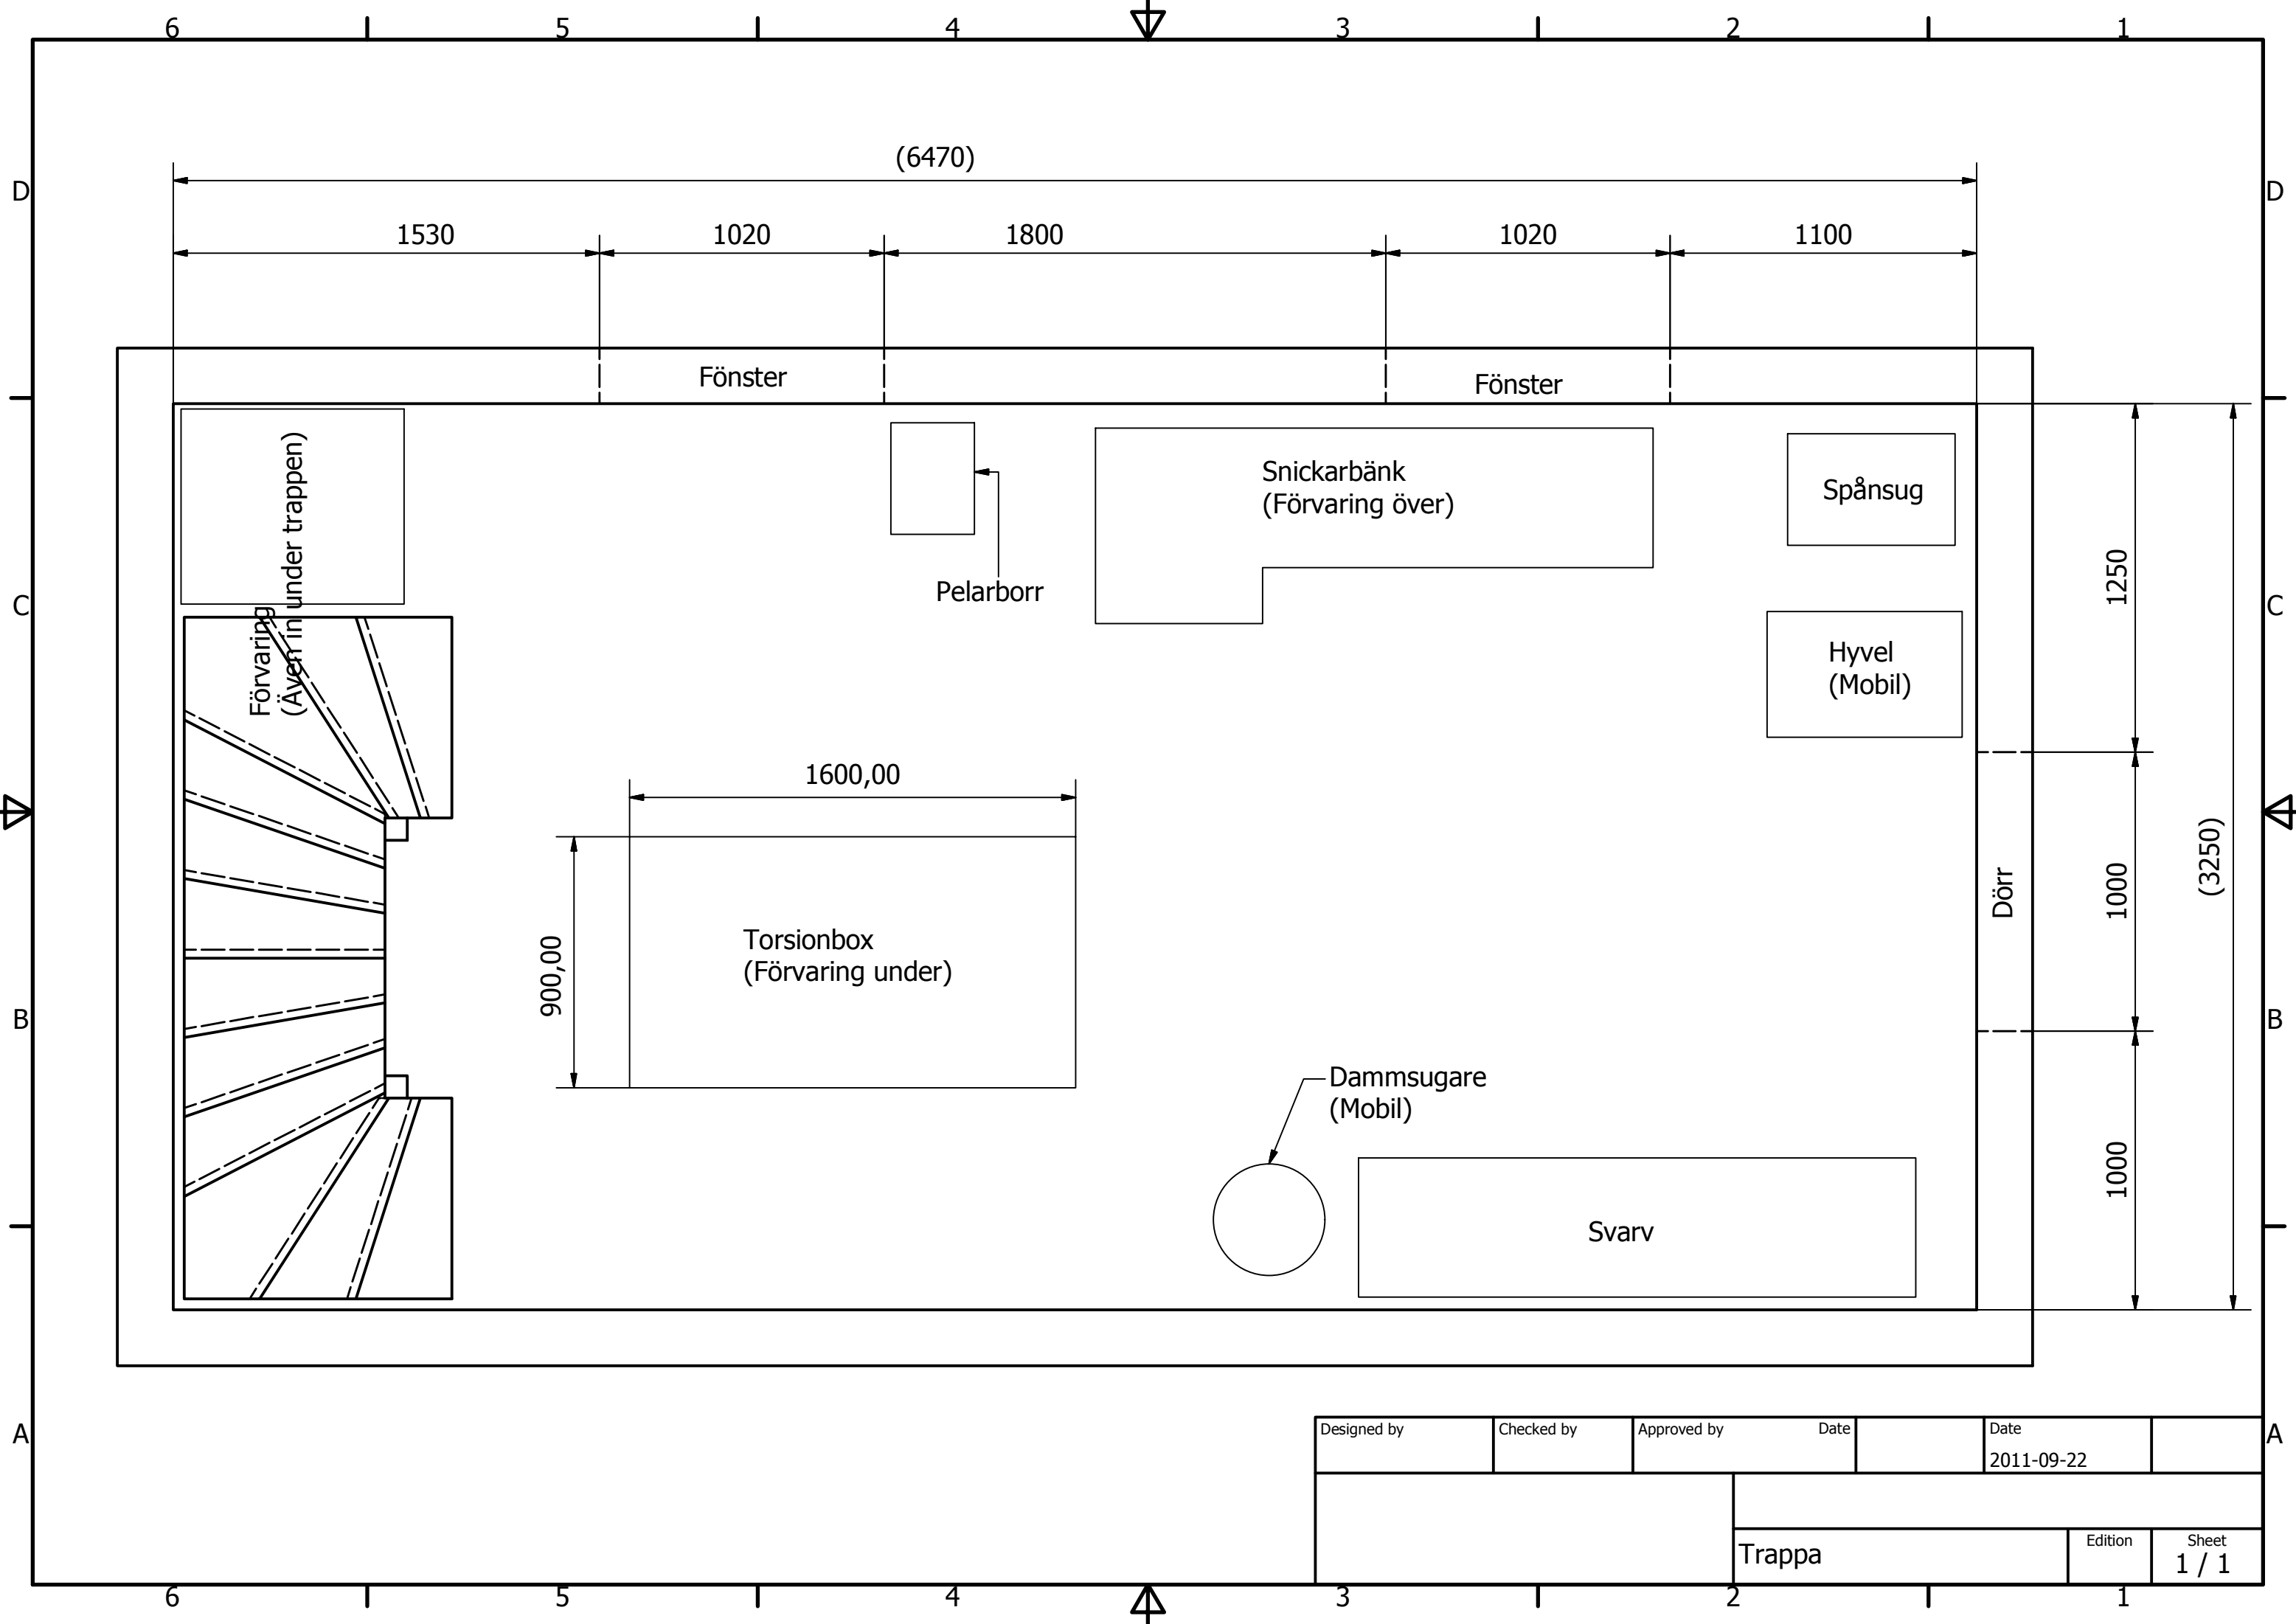 6 5 4 3 2 1
(6470)
D D
1530 1020 1800 1020 1100
Fönster Fönster
Förvaring
(Även in under trappen)
Snickarbänk
(Förvaring över)
Spånsug
Pelarborr
1250
C C
Hyvel
(Mobil)
1600,00
(3250)
Dörr
1000
900,00
Torsionbox
(Förvaring under)
B B
Dammsugare
(Mobil)
1000
Svarv
A A
Designed by Checked by Approved by Date Date
2011-09-22
Trappa
Edition Sheet
1 / 1
6 5 4 3 2 1